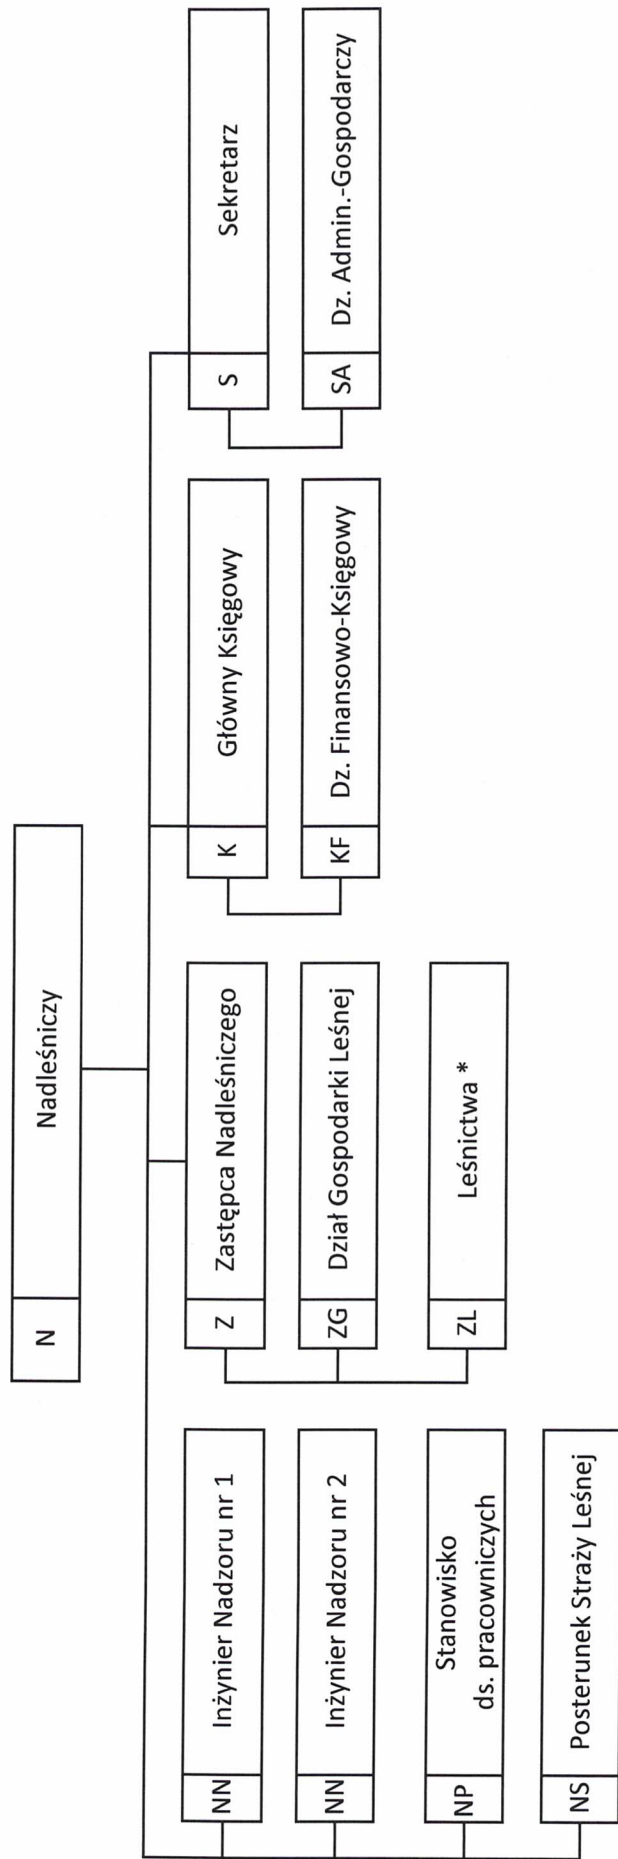 N Nadleśniczy
NN Inżynier Nadzoru nr 1
NN Inżynier Nadzoru nr 2
NP Stanowisko
ds. pracowniczych
NS Posterunek Straży Leśnej
Z Zastępca Nadleśniczego
ZG Dział Gospodarki Leśnej
ZL Leśnictwa *
K Główny Księgowy
KF Dz. Finansowo-Księgowy
S Sekretarz
SA Dz. Admin.-Gospodarczy